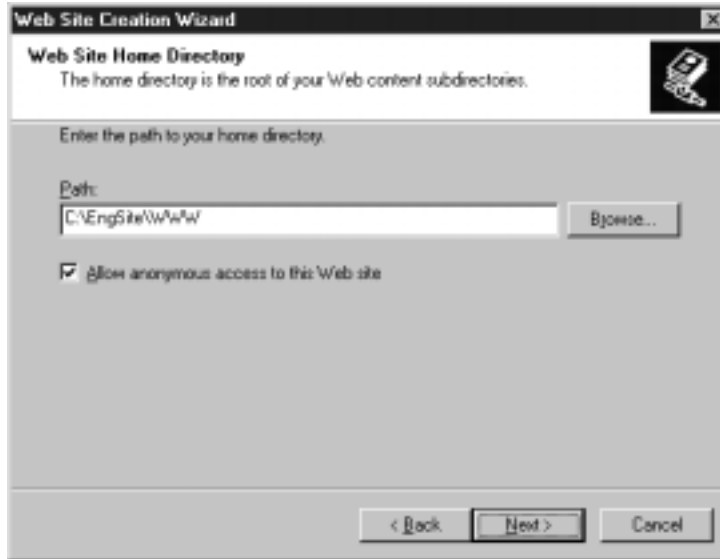 Web Site Creation Wizard
Web Site Home Directory
The home directory is the root of your Web content subdirectories.
Enter the path to your home directory.
Path:
C:\EngSite\WWW
Browse...
Allow anonymous access to this Web site
< Back
Next >
Cancel